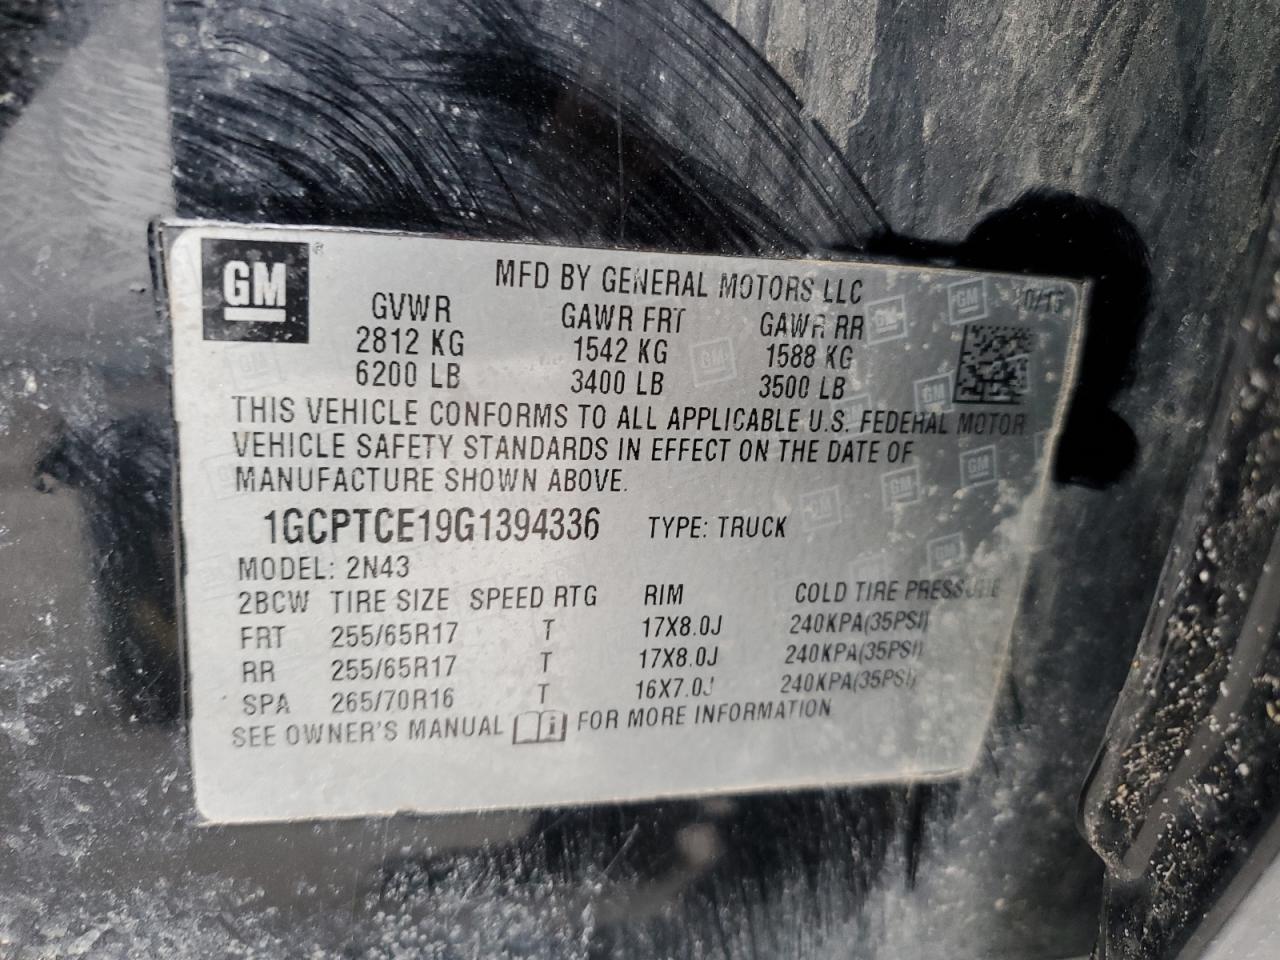 GM ®
MFD BY GENERAL MOTORS LLC
GVWR GAWR FRT GAWR RR
2812 KG 1542 KG 1588 KG
6200 LB 3400 LB 3500 LB
THIS VEHICLE CONFORMS TO ALL APPLICABLE U.S. FEDERAL MOTOR
VEHICLE SAFETY STANDARDS IN EFFECT ON THE DATE OF
MANUFACTURE SHOWN ABOVE.
1GCPTCE19G1394336 TYPE: TRUCK
MODEL: 2N43
2BCW TIRE SIZE SPEED RTG RIM COLD TIRE PRESSURE
FRT 255/65R17 T 17X8.0J 240KPA(35PSI)
RR 255/65R17 T 17X8.0J 240KPA(35PSI)
SPA 265/70R16 T 16X7.0J 240KPA(35PSI)
SEE OWNER'S MANUAL FOR MORE INFORMATION